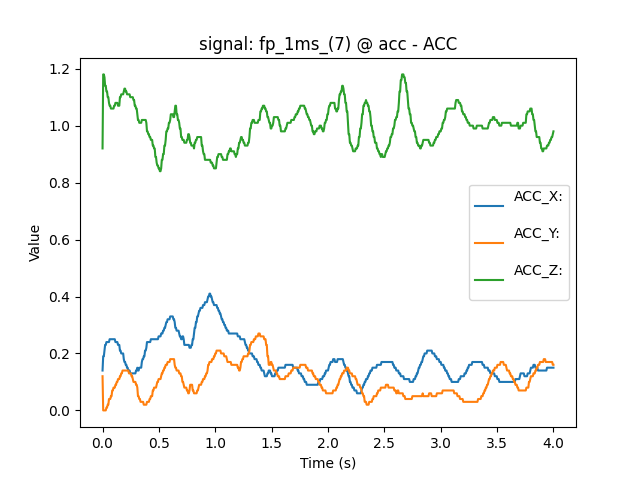 signal: fp_1ms_(7) @ acc - ACC
Value
1.2
1.0
0.8
0.6
0.4
0.2
0.0
ACC_X:
ACC_Y:
ACC_Z:
0.0 0.5 1.0 1.5 2.0 2.5 3.0 3.5 4.0
Time (s)